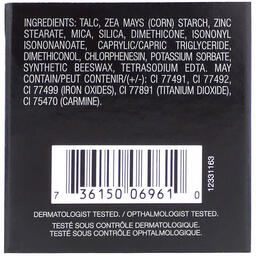 INGREDIENTS: TALC, ZEA MAYS (CORN) STARCH, ZINC
STEARATE, MICA, SILICA, DIMETHICONE, ISONONYL
ISONONANOATE, CAPRYLIC/CAPRIC TRIGLYCERIDE,
DIMETHICONOL, CHLORPHENESIN, POTASSIUM SORBATE,
SYNTHETIC BEESWAX, TETRASODIUM EDTA. MAY
CONTAIN/PEUT CONTENIR/(+/-): CI 77491, CI 77492,
CI 77499 (IRON OXIDES), CI 77891 (TITANIUM DIOXIDE),
CI 75470 (CARMINE).
7 36150 06961 0
12331163
DERMATOLOGIST TESTED. / OPTHALMOLOGIST TESTED.
TESTÉ SOUS CONTRÔLE DERMATOLOGIQUE.
TESTÉ SOUS CONTRÔLE OPHTALMOLOGIQUE.